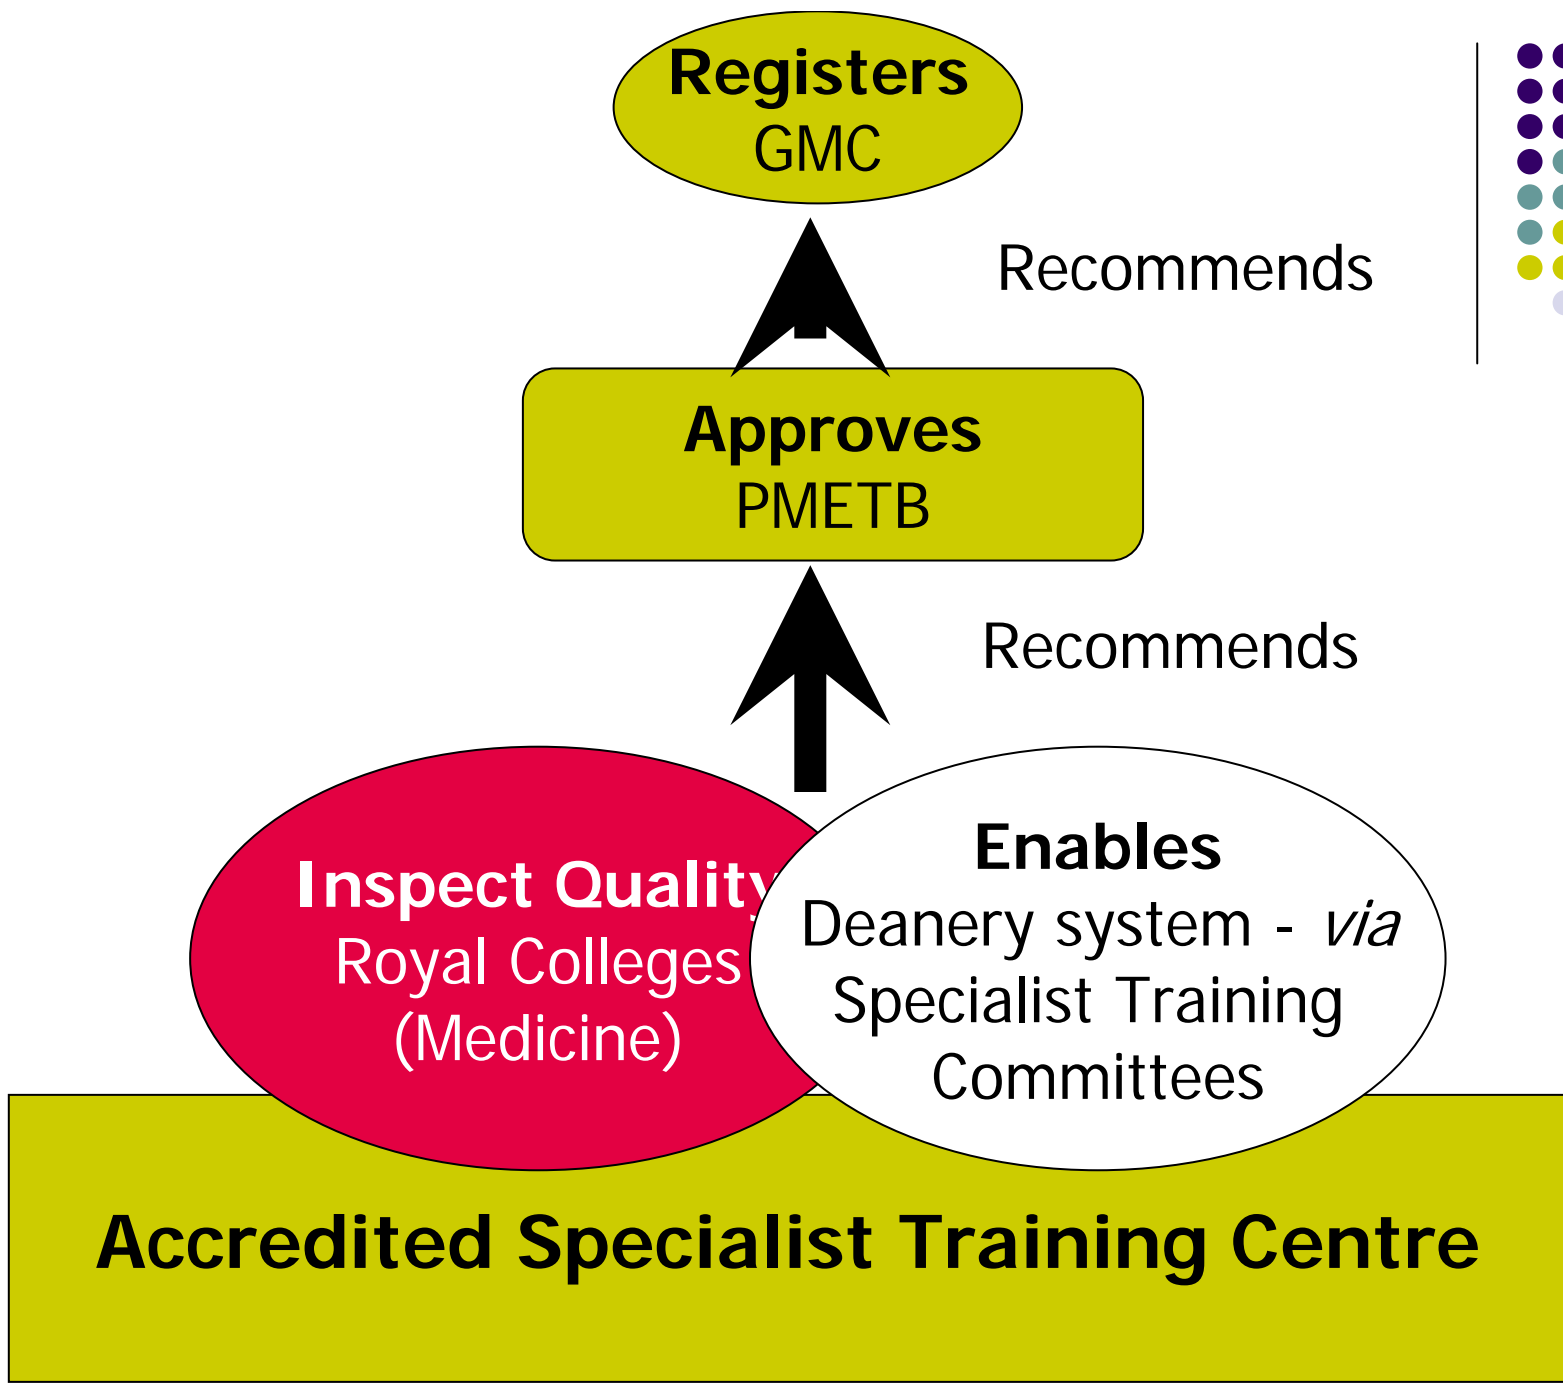 Registers
GMC
Recommends
Approves
PMETB
Recommends
Inspect Quality
Royal Colleges
(Medicine)
Enables
Deanery system - via
Specialist Training
Committees
Accredited Specialist Training Centre